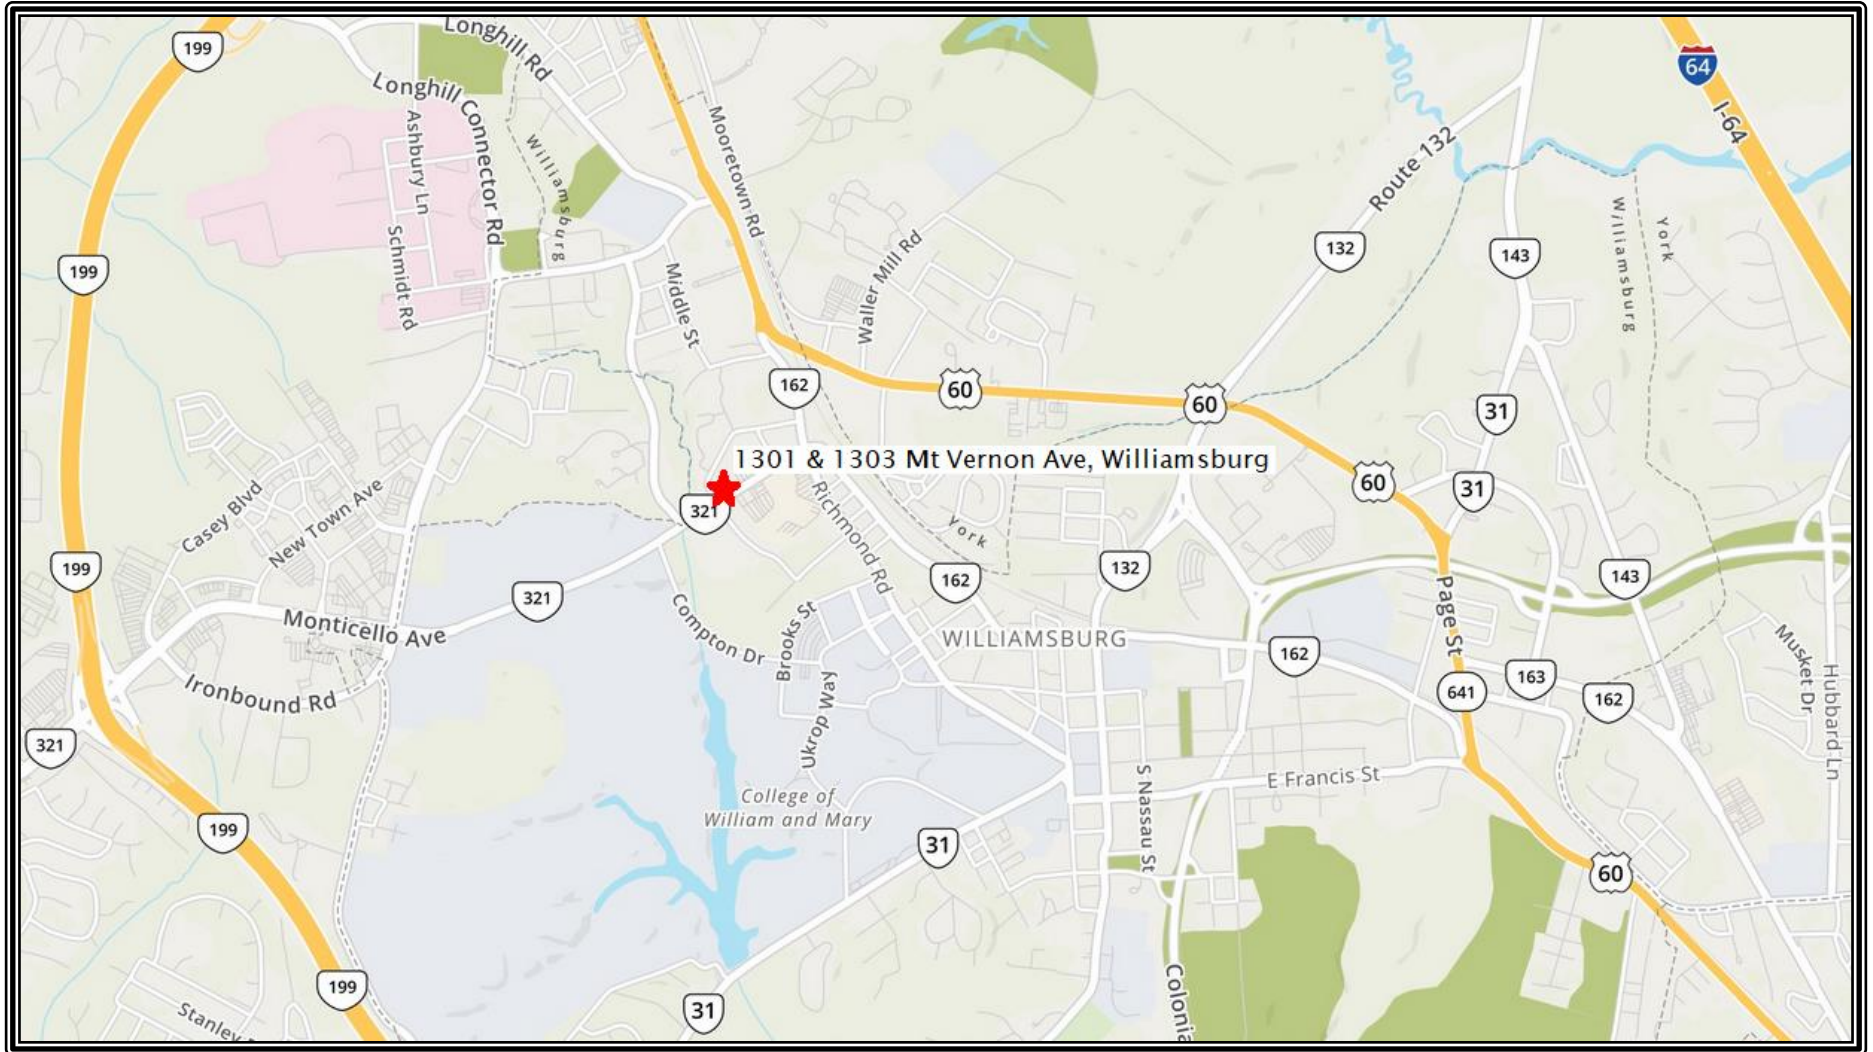 199
Longhill Rd
64
I-64
Longhill Connector Rd
Ashbury Ln
Williamsburg
Mooretown Rd
Route 132
Schmidt Rd
Middle St
Waller Mill Rd
199
132
143
Williamsburg
York
162
60
60
31
1301 & 1303 Mt Vernon Ave, Williamsburg
321
60
31
Casey Blvd
New Town Ave
Richmond Rd
York
199
321
162
132
143
Monticello Ave
Compton Dr
Brooks St
WILLIAMSBURG
162
Page St
163
641
162
Musket Dr
Hubbard Ln
Ironbound Rd
321
Ukrop Way
College of
William and Mary
S Nassau St
E Francis St
199
31
60
199
31
Stanley
Colonia